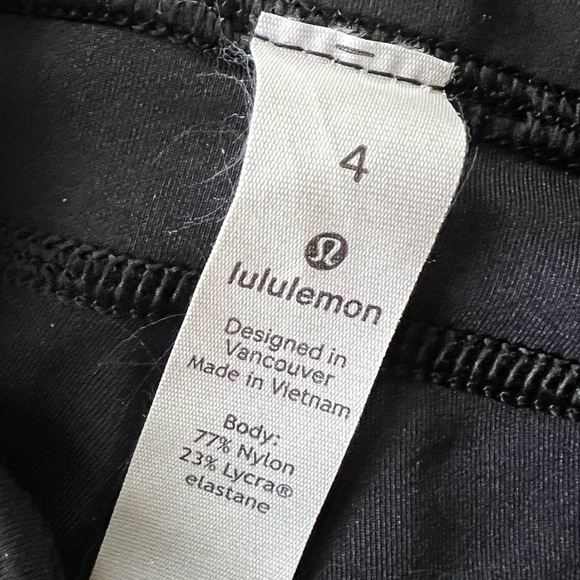 4
lululemon
Designed in
Vancouver
Made in Vietnam
Body:
77% Nylon
23% Lycra®
elastane